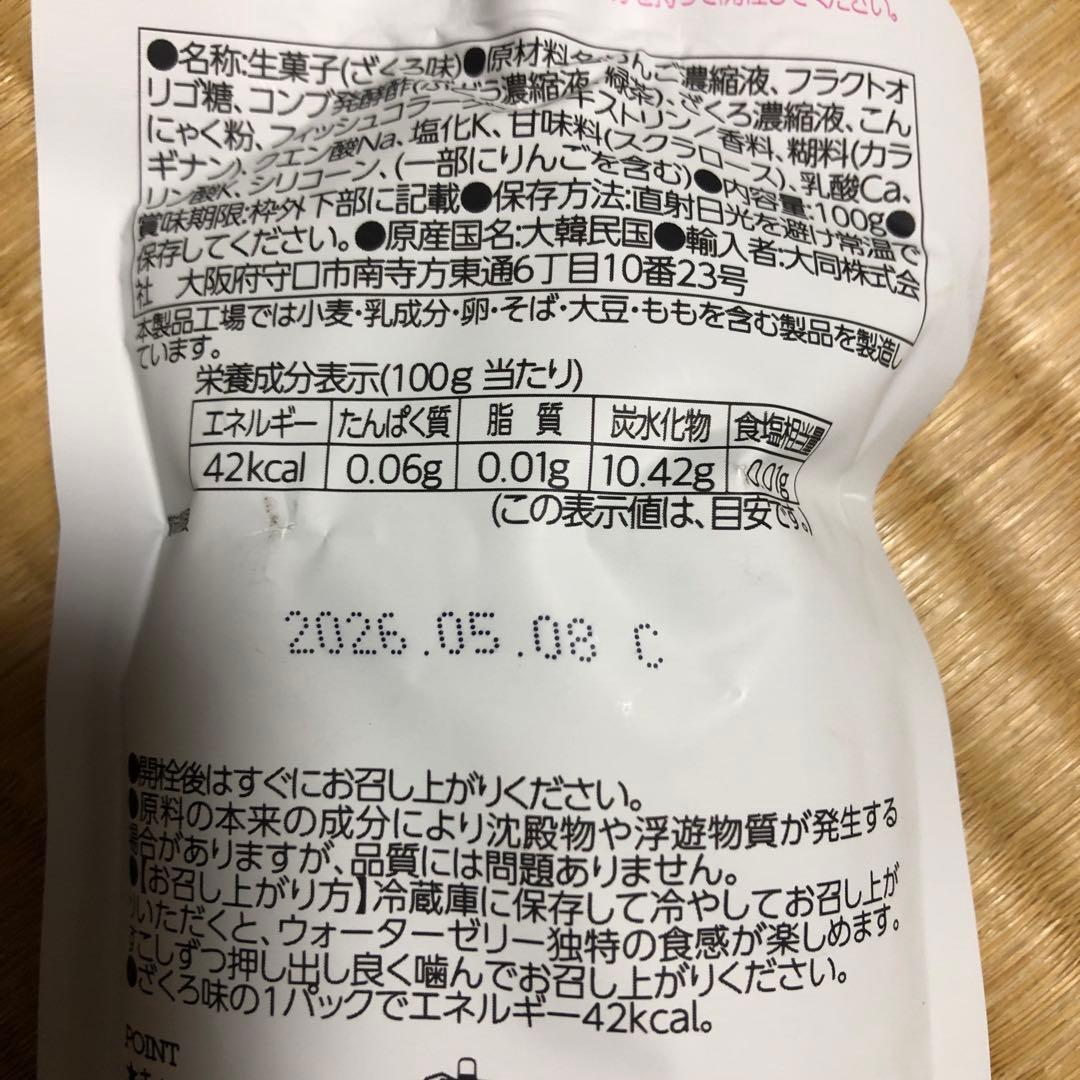 ください。
●名称:生菓子(ざくろ味)●原材料名:りんご濃縮液、フラクトオ
リゴ糖、コンブ発酵酢(ぶどう濃縮液、緑茶)、ざくろ濃縮液、こん
にゃく粉、フィッシュコラーゲン、キストリン/香料、糊料(カラ
ギナン)、クエン酸Na、塩化K、甘味料(スクラロース)、乳酸Ca、
リン酸K、シリコーン、(一部にりんごを含む)●内容量:100g●
賞味期限:枠外下部に記載●保存方法:直射日光を避け常温で
保存してください。●原産国名:大韓民国●輸入者:大同株式会
社 大阪府守口市南寺方東通6丁目10番23号
本製品工場では小麦・乳成分・卵・そば・大豆・ももを含む製品を製造し
ています。
栄養成分表示(100g 当たり)
エネルギー たんぱく質 脂 質 炭水化物 食塩相当量
42kcal 0.06g 0.01g 10.42g 0.01g
(この表示値は、目安です。)
2026.05.08 C
●開栓後はすぐにお召し上がりください。
●原料の本来の成分により沈殿物や浮遊物質が発生する
場合がありますが、品質には問題ありません。
●【お召し上がり方】冷蔵庫に保存して冷やしてお召し上が
りいただくと、ウォーターゼリー独特の食感が楽しめます。
すこしずつ押し出し良く噛んでお召し上がりください。
●ざくろ味の1パックでエネルギー42kcal。
POINT